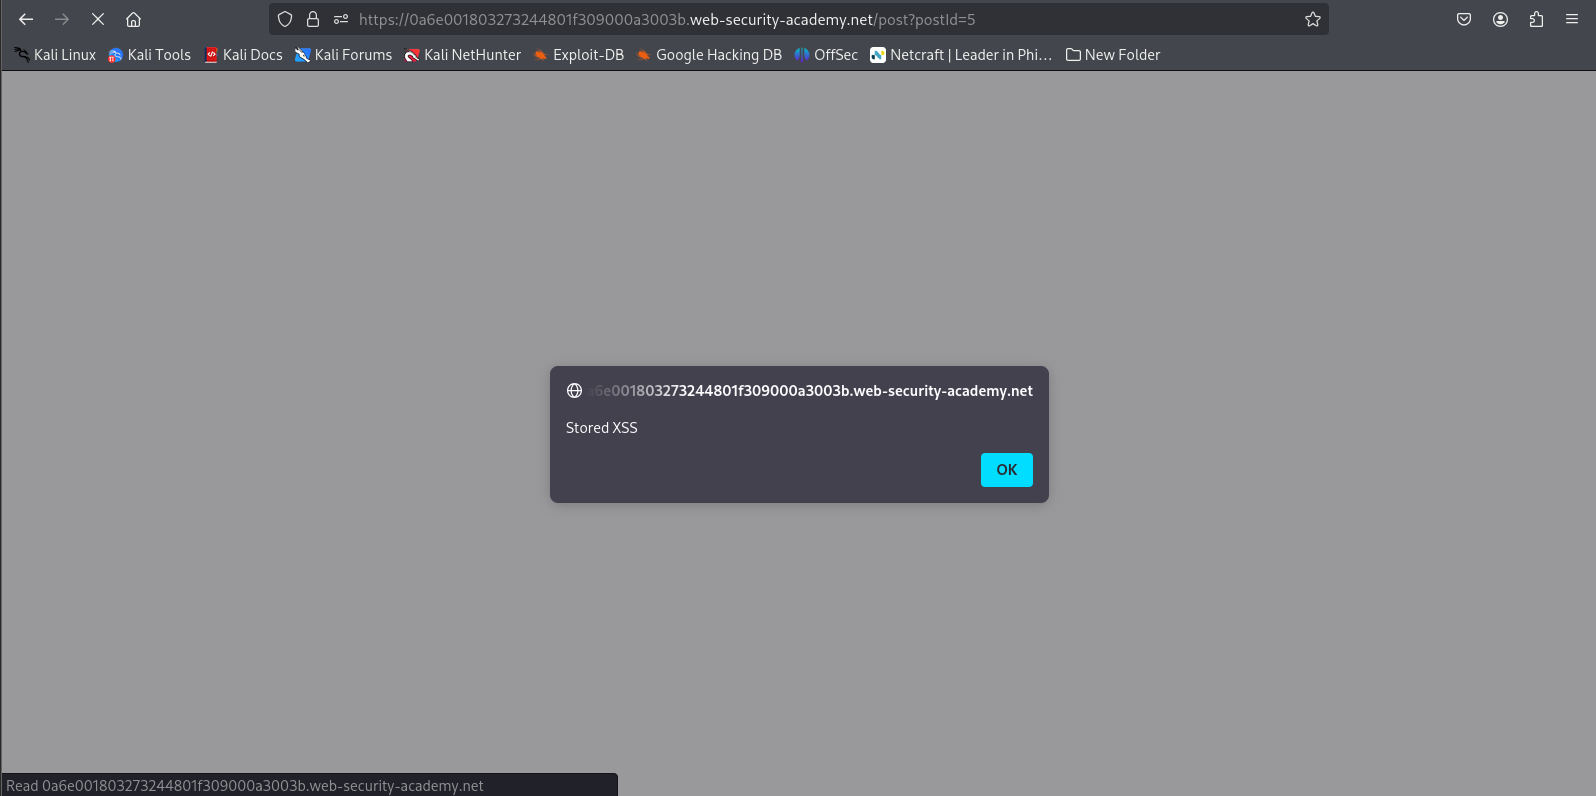 https://0a6e001803273244801f309000a3003b.web-security-academy.net/post?postId=5
Kali Linux Kali Tools Kali Docs Kali Forums Kali NetHunter Exploit-DB Google Hacking DB OffSec Netcraft | Leader in Phi… New Folder
a6e001803273244801f309000a3003b.web-security-academy.net
Stored XSS
OK
Read 0a6e001803273244801f309000a3003b.web-security-academy.net